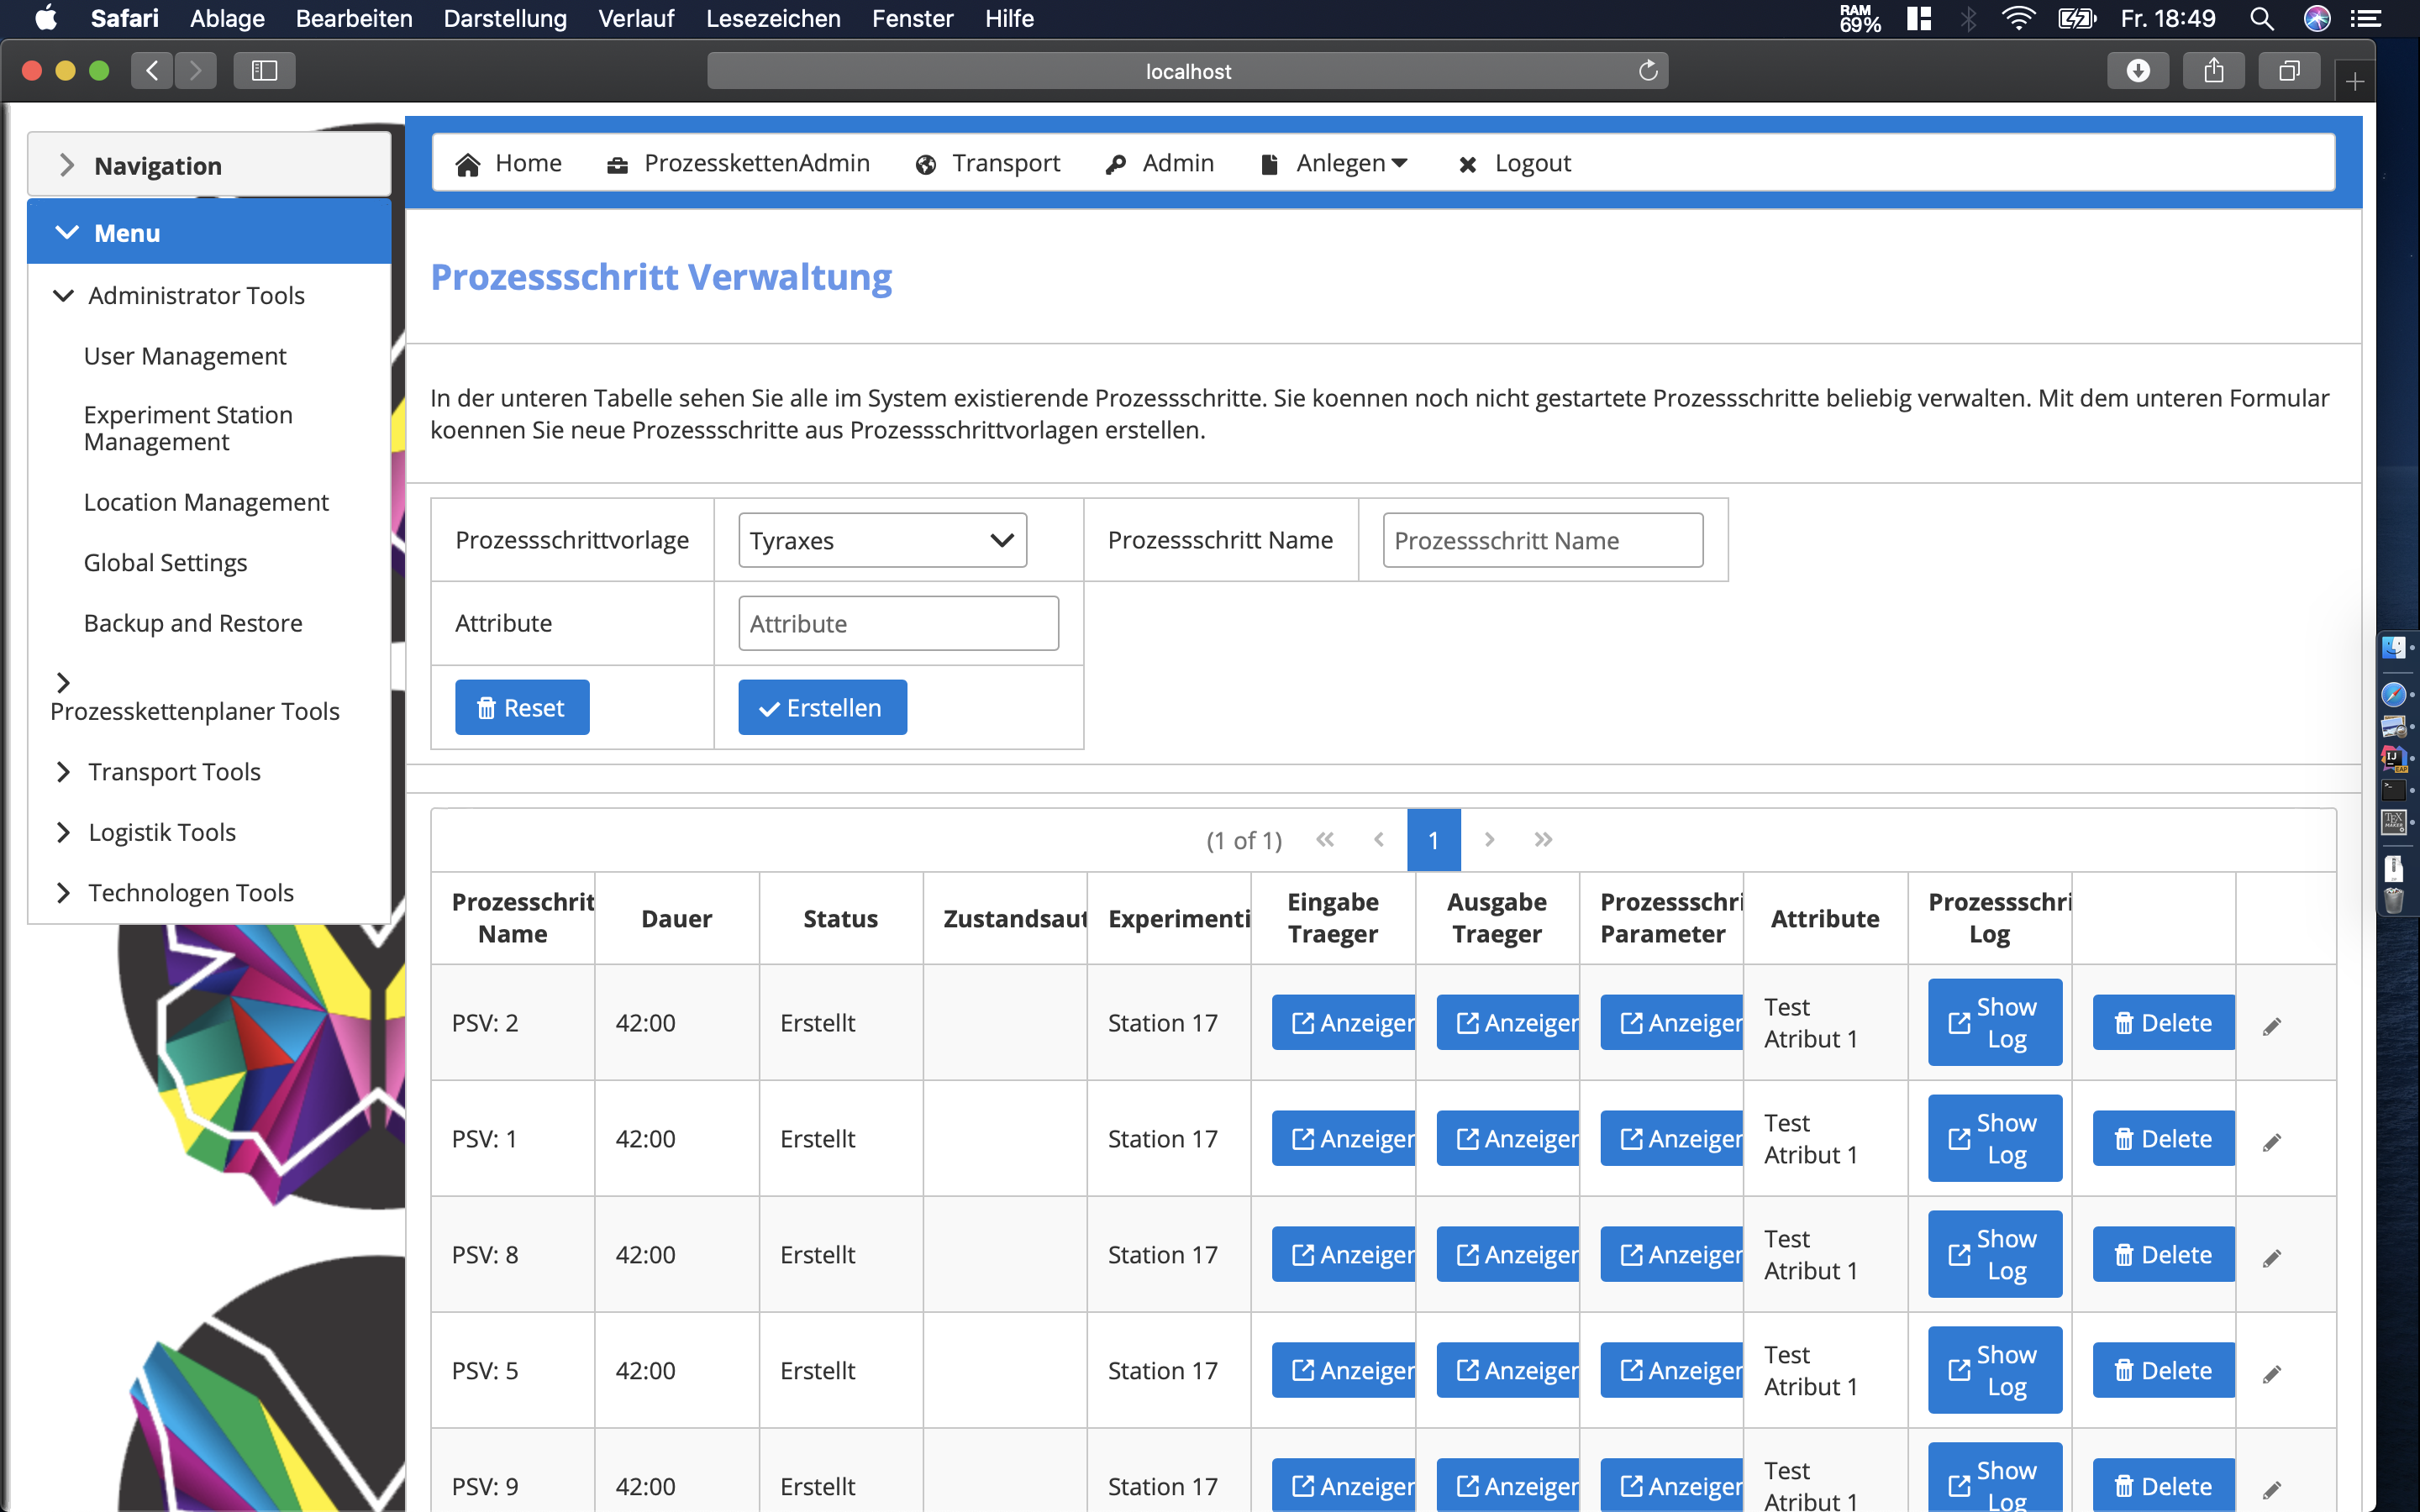 Safari Ablage Bearbeiten Darstellung Verlauf Lesezeichen Fenster Hilfe RAM 69% Fr. 18:49
localhost
Navigation
Menu
Administrator Tools
User Management
Experiment Station
Management
Location Management
Global Settings
Backup and Restore
Prozesskettenplaner Tools
Transport Tools
Logistik Tools
Technologen Tools
Home ProzesskettenAdmin Transport Admin Anlegen Logout
Prozessschritt Verwaltung
In der unteren Tabelle sehen Sie alle im System existierende Prozessschritte. Sie koennen noch nicht gestartete Prozessschritte beliebig verwalten. Mit dem unteren Formular
koennen Sie neue Prozessschritte aus Prozessschrittvorlagen erstellen.
Prozessschrittvorlage Tyraxes Prozessschritt Name Prozessschritt Name
Attribute Attribute
Reset Erstellen
(1 of 1) 1
Prozesschrit Eingabe Ausgabe Prozessschri Prozessschri
Name Dauer Status Zustandsaut Experimenti Traeger Traeger Parameter Attribute Log
PSV: 2 42:00 Erstellt Station 17 Anzeiger Anzeiger Anzeiger Test Atribut 1 Show Log Delete
PSV: 1 42:00 Erstellt Station 17 Anzeiger Anzeiger Anzeiger Test Atribut 1 Show Log Delete
PSV: 8 42:00 Erstellt Station 17 Anzeiger Anzeiger Anzeiger Test Atribut 1 Show Log Delete
PSV: 5 42:00 Erstellt Station 17 Anzeiger Anzeiger Anzeiger Test Atribut 1 Show Log Delete
PSV: 9 42:00 Erstellt Station 17 Anzeiger Anzeiger Anzeiger Test Atribut 1 Show Log Delete